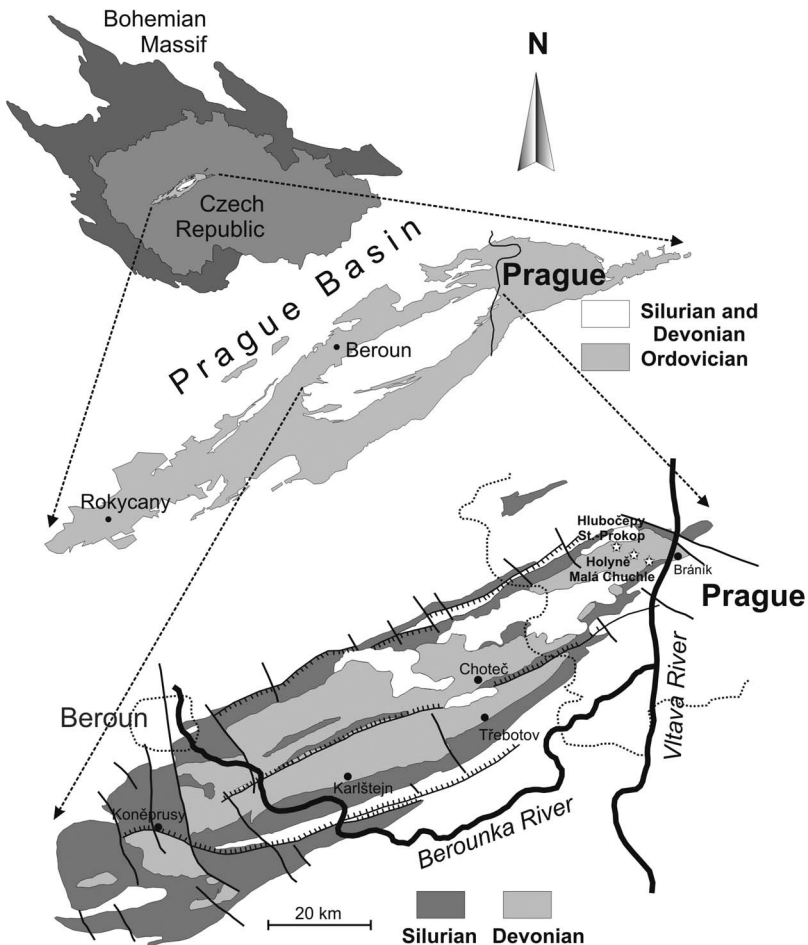 Bohemian
Massif
N
Czech
Republic
Prague Basin
Prague
Silurian and
Devonian
Ordovician
Beroun
Rokycany
Hlubočepy
St.-Prokop
Holyně
Malá Chuchle
Bráník
Prague
Choteč
Vltava River
Beroun
Třebotov
Karlštejn
Koněprusy
Berounka River
20 km
Silurian Devonian